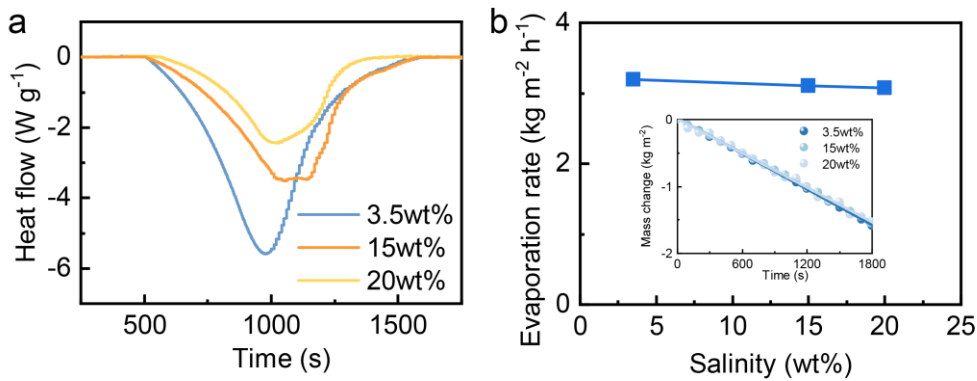 a
0
-2
-4
-6
500
1000
1500
Heat flow (W g⁻¹)
Time (s)
3.5wt%
15wt%
20wt%
b
6
3
0
0
5
10
15
20
25
Evaporation rate (kg m⁻² h⁻¹)
Salinity (wt%)
0
-1
-2
0
600
1200
1800
Mass change (kg m⁻²)
Time (s)
3.5wt%
15wt%
20wt%